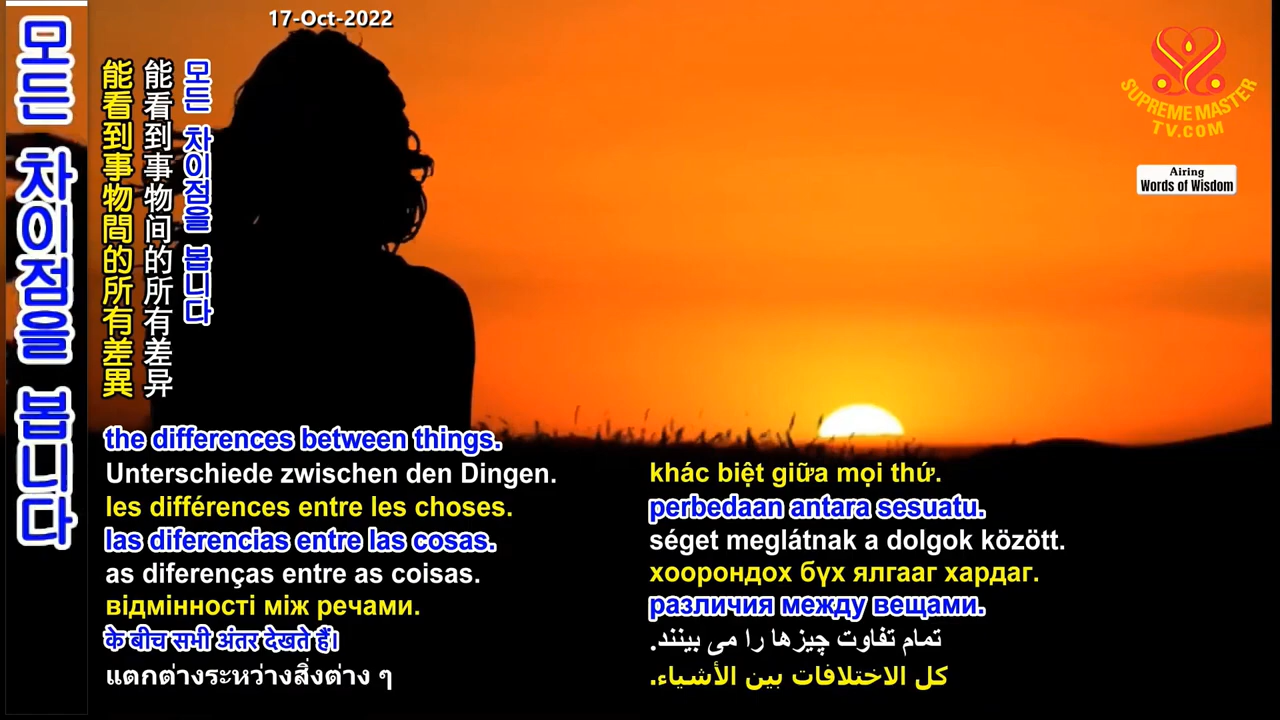 17-Oct-2022
모든 차이점을 봅니다
能看到事物間的所有差異
能看到事物间的所有差异
모든 차이점을 봅니다
SUPREME MASTER
TV.COM
Airing
Words of Wisdom
the differences between things.
Unterschiede zwischen den Dingen.
les différences entre les choses.
las diferencias entre las cosas.
as diferenças entre as coisas.
відмінності між речами.
के बीच सभी अंतर देखते हैं।
แตกต่างระหว่างสิ่งต่าง ๆ
khác biệt giữa mọi thứ.
perbedaan antara sesuatu.
séget meglátnak a dolgok között.
хоорондох бүх ялгааг хардаг.
различия между вещами.
تمام تفاوت چیزها را می بینند.
كل الاختلافات بين الأشياء.